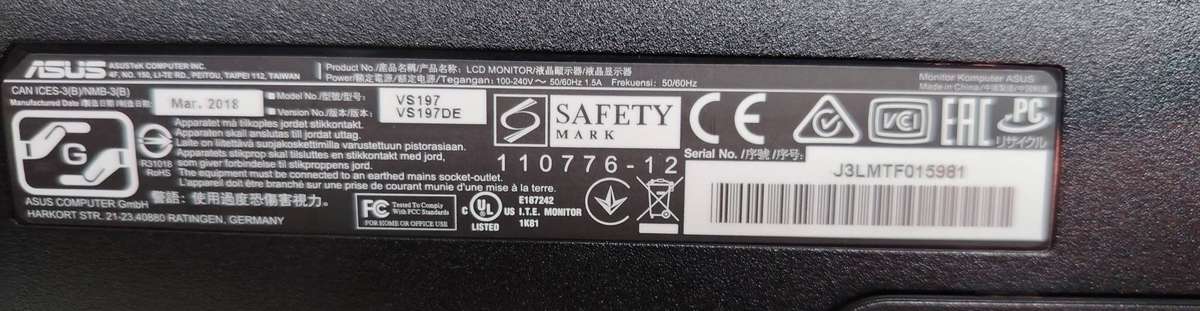 ASUS
ASUSTeK COMPUTER INC.
4F, NO. 150, LI-TE RD., PEITOU, TAIPEI 112, TAIWAN
Product No./產品名稱/产品名称: LCD MONITOR/液晶顯示器/液晶显示器
Power/額定電源/额定电源/Tegangan: 100-240V～ 50/60Hz 1.5A Frekuensi: 50/60Hz
Monitor Komputer ASUS
Made in China/中國製造/中国制造
CAN ICES-3(B)/NMB-3(B)
Manufactured Date/製造日期/制造日期
Mar. 2018
Model No./型號/型号:
VS197
Version No./版本/版本:
VS197DE
G
R3101B
RoHS
Apparatet må tilkoples jordet stikkontakt.
Apparaten skall anslutas till jordat uttag.
Laite on liitettävä suojakoskettimilla varustettuun pistorasiaan.
Apparatets stikprop skal tilsluttes en stikkontakt med jord,
som giver forbindelse til stikproppens jord.
The equipment must be connected to an earthed mains socket-outlet.
L'appareil doit être branché sur une prise de courant munie d'une mise à la terre.
警語: 使用過度恐傷害視力。
ASUS COMPUTER GmbH
HARKORT STR. 21-23,40880 RATINGEN, GERMANY
FC Tested To Comply
With FCC Standards
FOR HOME OR OFFICE USE
C UL US
LISTED
E187242
I.T.E. MONITOR
1KB1
SAFETY
MARK
110776-12
CE
VCI
EAC
PC
リサイクル
Serial No. /序號 /序号:
J3LMTF015981